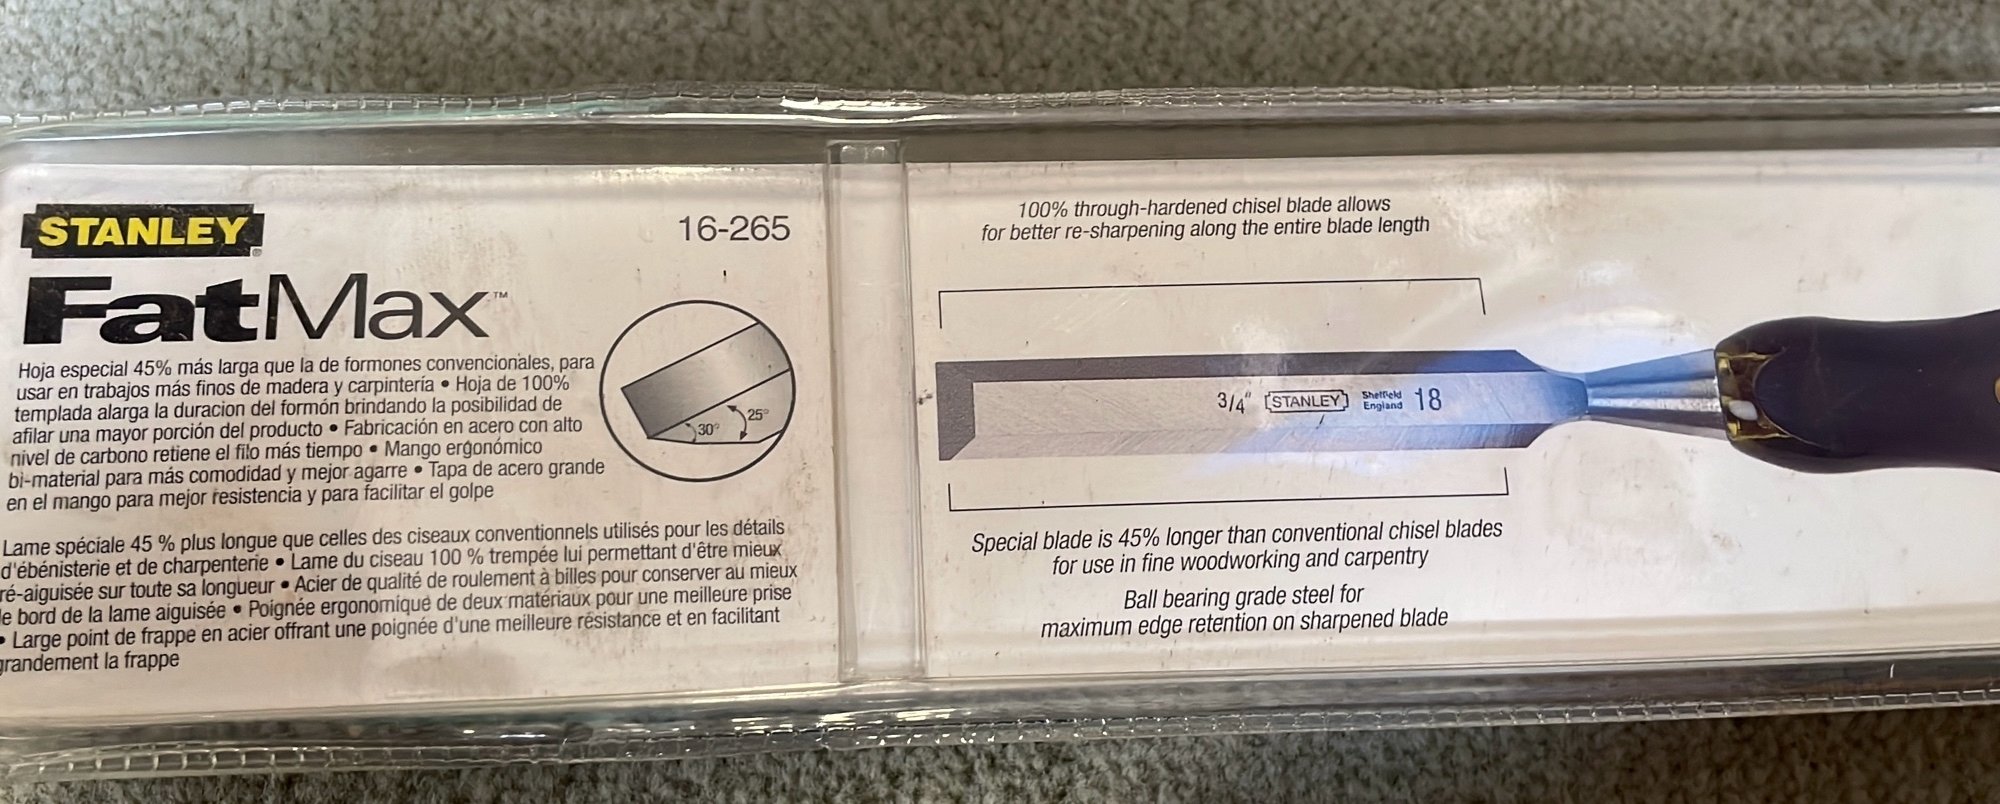 STANLEY
®
16-265
FatMax™
Hoja especial 45% más larga que la de formones convencionales, para
usar en trabajos más finos de madera y carpintería • Hoja de 100%
templada alarga la duracion del formón brindando la posibilidad de
afilar una mayor porción del producto • Fabricación en acero con alto
nivel de carbono retiene el filo más tiempo • Mango ergonómico
bi-material para más comodidad y mejor agarre • Tapa de acero grande
en el mango para mejor resistencia y para facilitar el golpe
30°
25°
Lame spéciale 45 % plus longue que celles des ciseaux conventionnels utilisés pour les détails
d'ébénisterie et de charpenterie • Lame du ciseau 100 % trempée lui permettant d'être mieux
ré-aiguisée sur toute sa longueur • Acier de qualité de roulement à billes pour conserver au mieux
le bord de la lame aiguisée • Poignée ergonomique de deux matériaux pour une meilleure prise
• Large point de frappe en acier offrant une poignée d'une meilleure résistance et en facilitant
grandement la frappe
100% through-hardened chisel blade allows
for better re-sharpening along the entire blade length
3/4" STANLEY Sheffield England 18
Special blade is 45% longer than conventional chisel blades
for use in fine woodworking and carpentry
Ball bearing grade steel for
maximum edge retention on sharpened blade